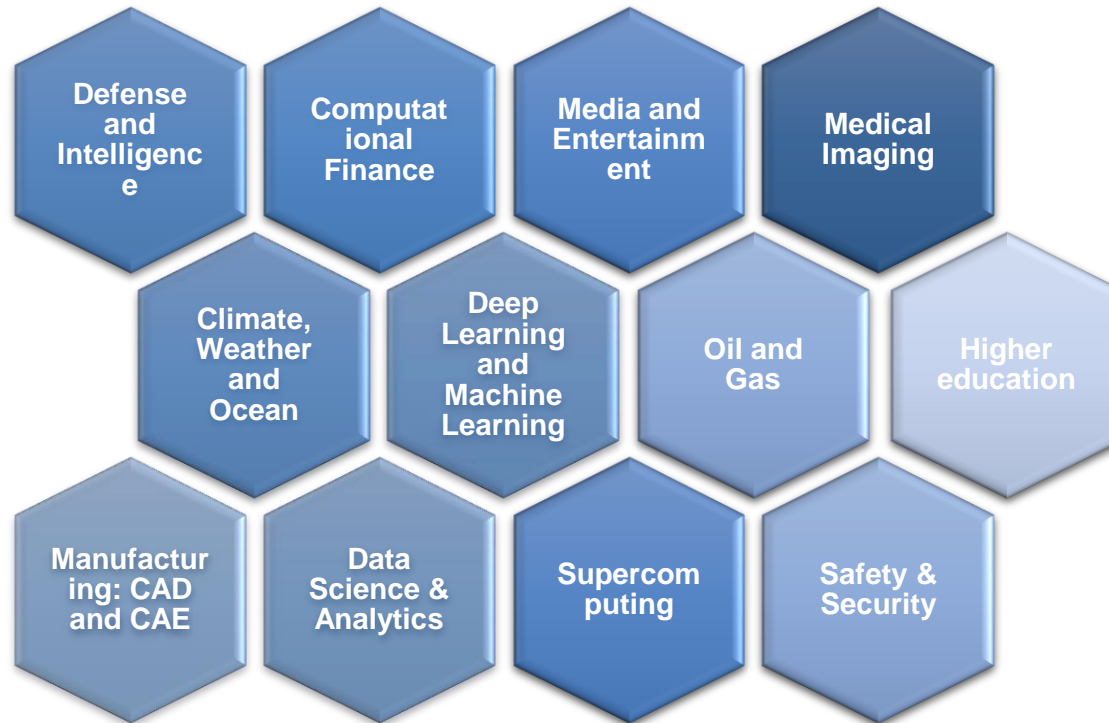 Defense
and
Intelligenc
e
Computat
ional
Finance
Media and
Entertainm
ent
Medical
Imaging
Climate,
Weather
and
Ocean
Deep
Learning
and
Machine
Learning
Oil and
Gas
Higher
education
Manufactur
ing: CAD
and CAE
Data
Science &
Analytics
Supercom
puting
Safety &
Security